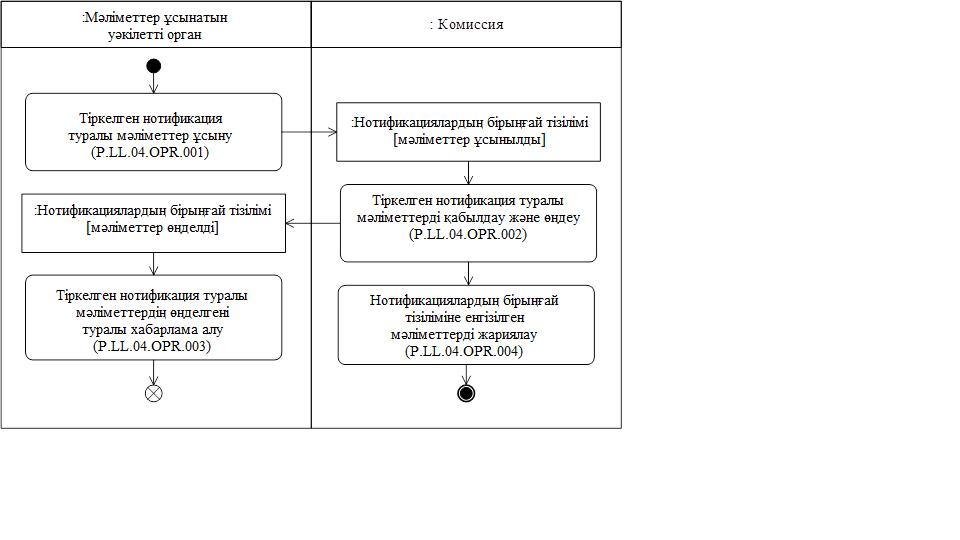 :Мәліметтер ұсынатын
уәкілетті орган
: Комиссия
Тіркелген нотификация
туралы мәліметтер ұсыну
(P.LL.04.OPR.001)
:Нотификациялардың бірыңғай тізілімі
[мәліметтер ұсынылды]
Тіркелген нотификация туралы
мәліметтерді қабылдау және өңдеу
(P.LL.04.OPR.002)
:Нотификациялардың бірыңғай тізілімі
[мәліметтер өңделді]
Тіркелген нотификация туралы
мәліметтердің өңделгені
туралы хабарлама алу
(P.LL.04.OPR.003)
Нотификациялардың бірыңғай
тізіліміне енгізілген
мәліметтерді жариялау
(P.LL.04.OPR.004)